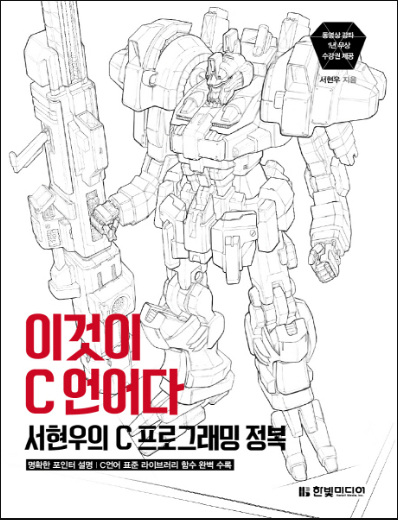 동영상 강좌
1년 무상
수강권 제공
서현우 지음
이것이
C 언어다
서현우의 C 프로그래밍 정복
명확한 포인터 설명 | C언어 표준 라이브러리 함수 완벽 수록
한빛미디어